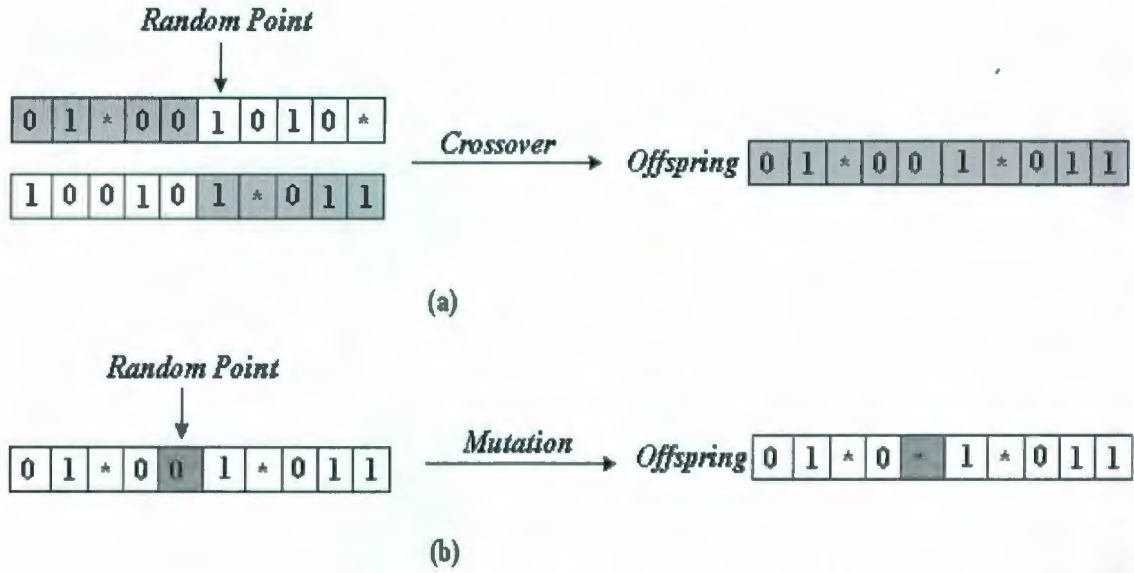 Random Point
0 1 * 0 0 1 0 1 0 *
Crossover
Offspring 0 1 * 0 0 1 * 0 1 1
1 0 0 1 0 1 * 0 1 1
(a)
Random Point
0 1 * 0 0 1 * 0 1 1
Mutation
Offspring 0 1 * 0 * 1 * 0 1 1
(b)